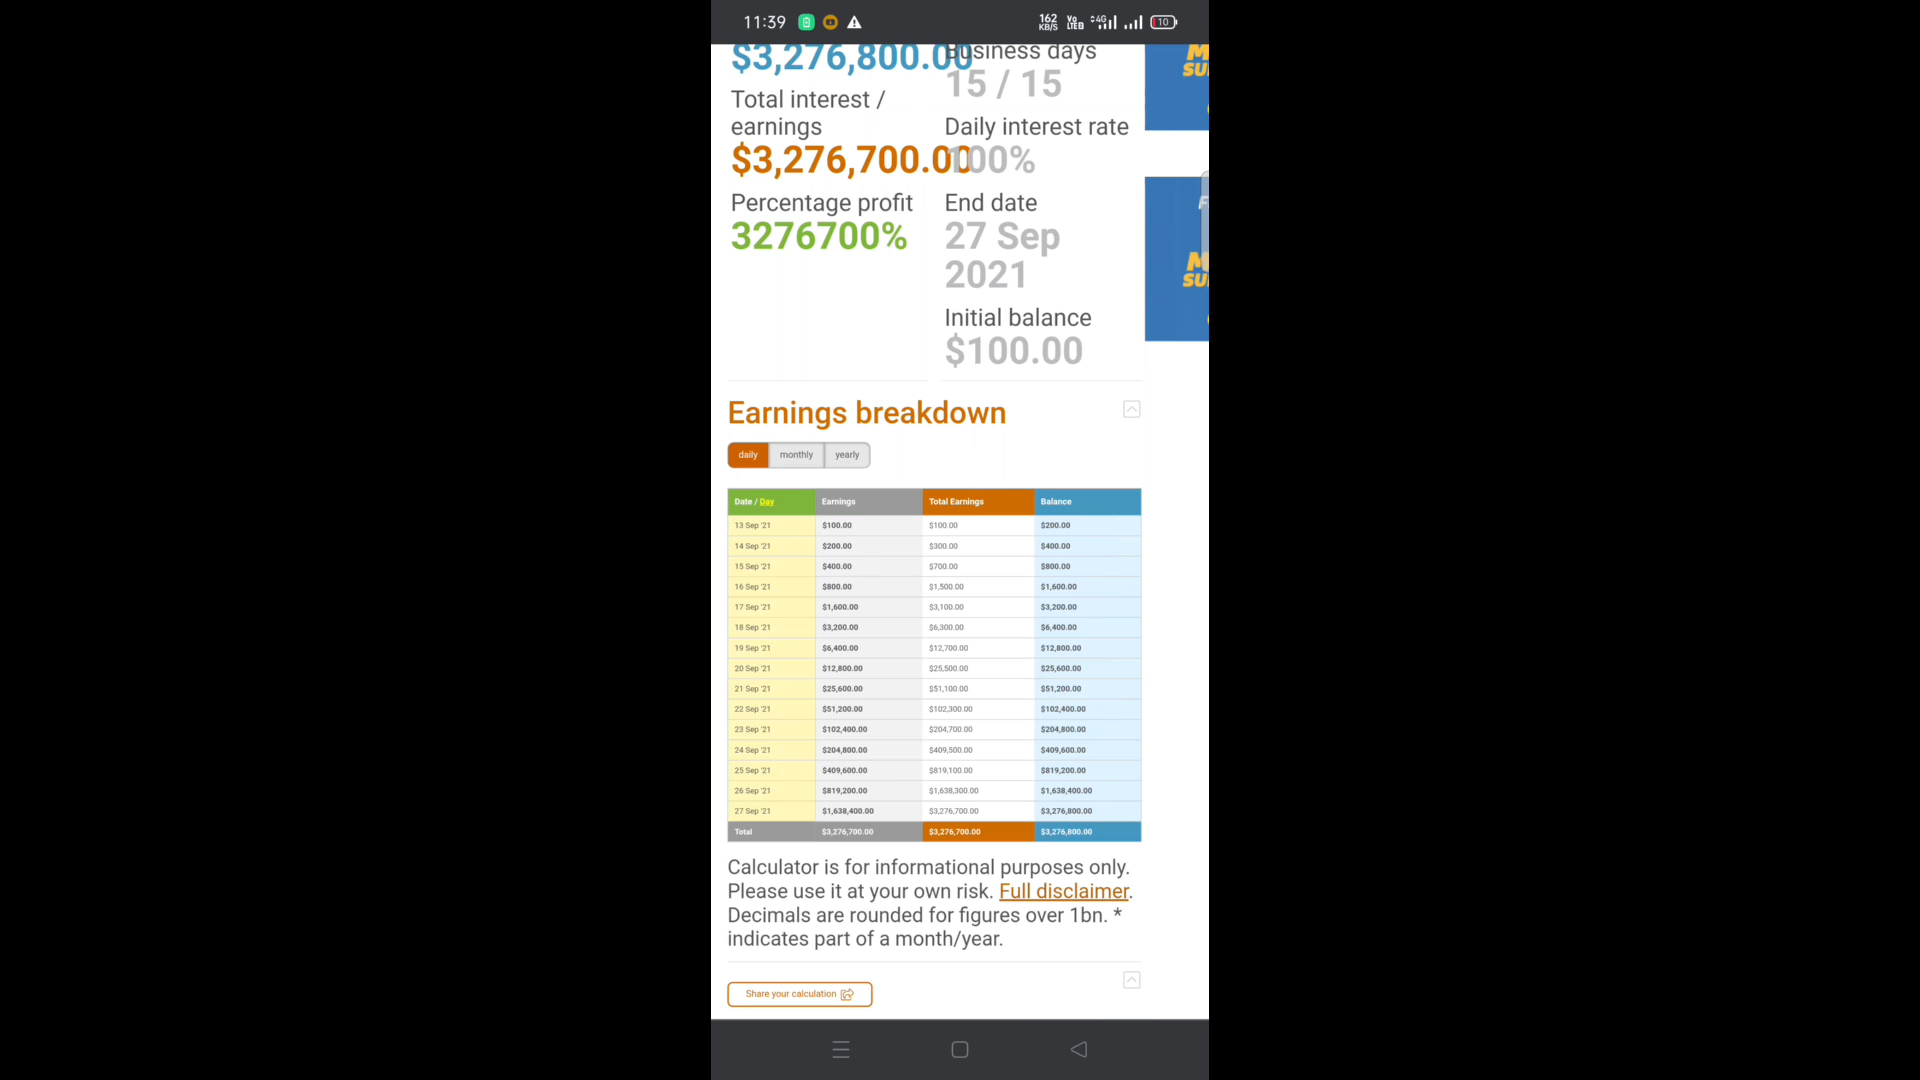 11:39
162 KB/S
Vo LTE2
4G
10
$3,276,800.00
Business days
15 / 15
Total interest / earnings
$3,276,700.00
Daily interest rate
100%
Percentage profit
3276700%
End date
27 Sep
2021
Initial balance
$100.00
Earnings breakdown
daily monthly yearly
Date / Day Earnings Total Earnings Balance
13 Sep '21 $100.00 $100.00 $200.00
14 Sep '21 $200.00 $300.00 $400.00
15 Sep '21 $400.00 $700.00 $800.00
16 Sep '21 $800.00 $1,500.00 $1,600.00
17 Sep '21 $1,600.00 $3,100.00 $3,200.00
18 Sep '21 $3,200.00 $6,300.00 $6,400.00
19 Sep '21 $6,400.00 $12,700.00 $12,800.00
20 Sep '21 $12,800.00 $25,500.00 $25,600.00
21 Sep '21 $25,600.00 $51,100.00 $51,200.00
22 Sep '21 $51,200.00 $102,300.00 $102,400.00
23 Sep '21 $102,400.00 $204,700.00 $204,800.00
24 Sep '21 $204,800.00 $409,500.00 $409,600.00
25 Sep '21 $409,600.00 $819,100.00 $819,200.00
26 Sep '21 $819,200.00 $1,638,300.00 $1,638,400.00
27 Sep '21 $1,638,400.00 $3,276,700.00 $3,276,800.00
Total $3,276,700.00 $3,276,700.00 $3,276,800.00
Calculator is for informational purposes only.
Please use it at your own risk. Full disclaimer.
Decimals are rounded for figures over 1bn. *
indicates part of a month/year.
Share your calculation